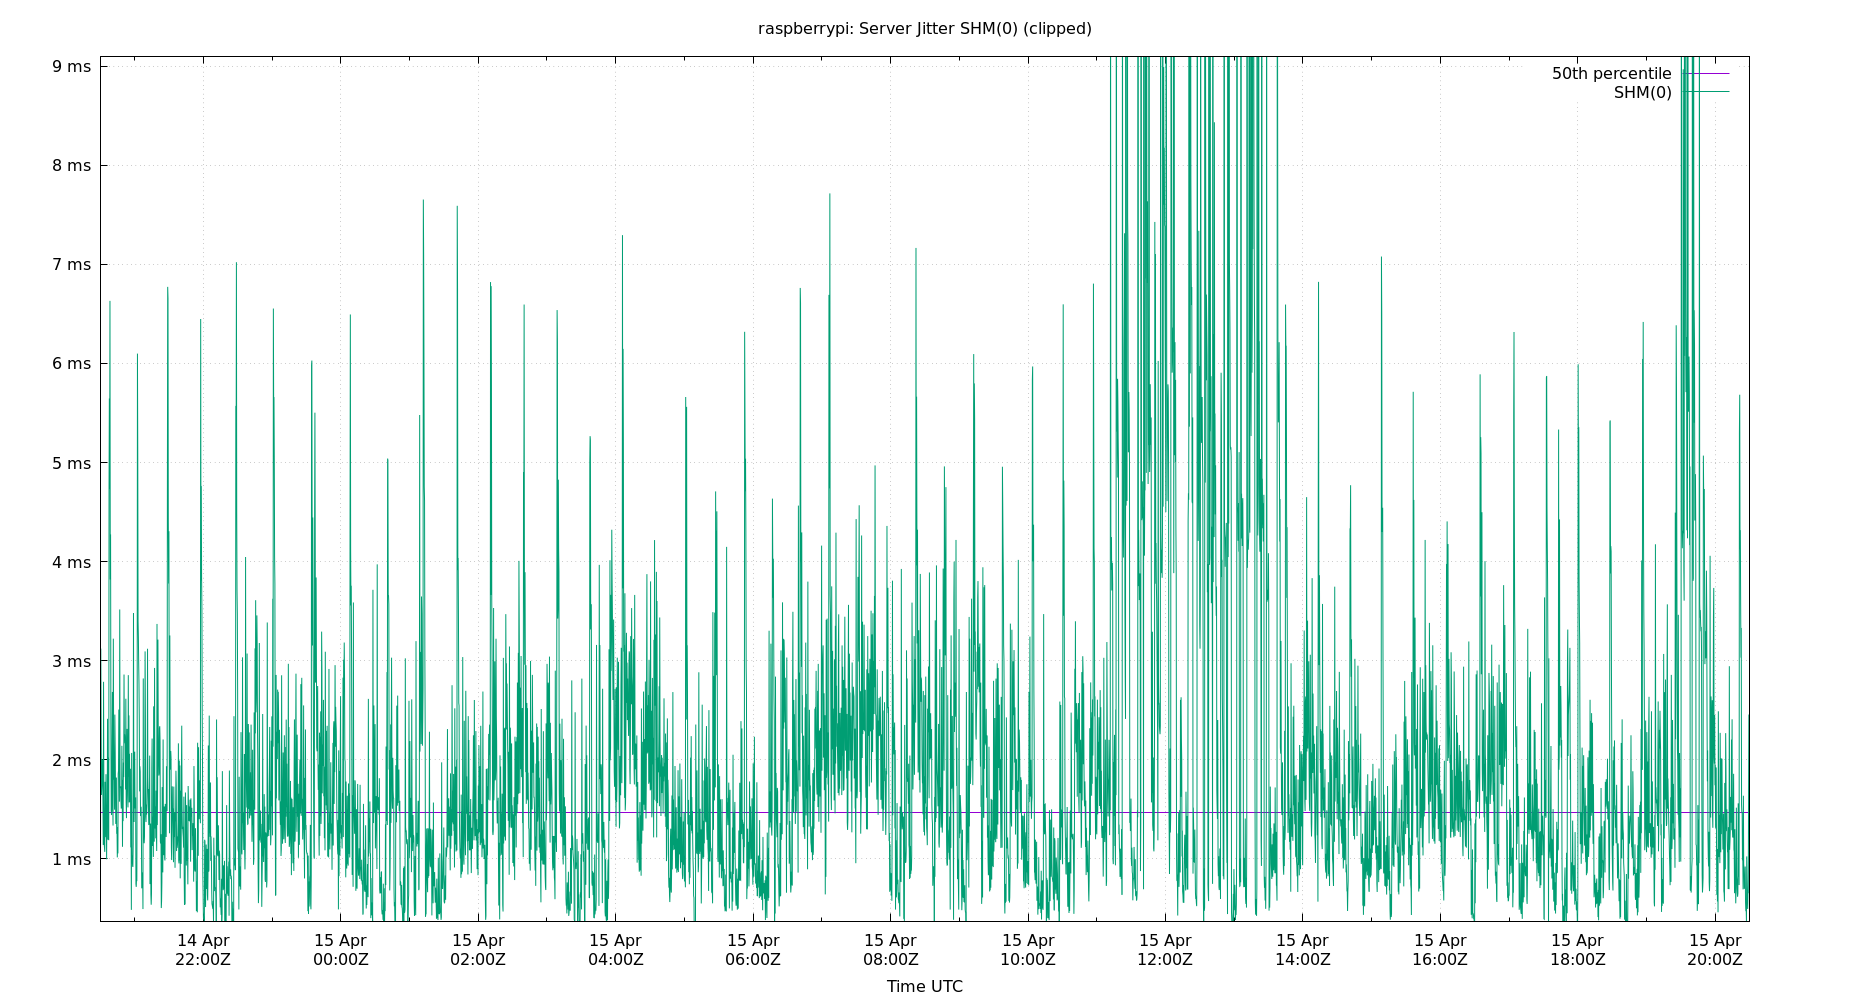 raspberrypi: Server Jitter SHM(0) (clipped)
9 ms
8 ms
7 ms
6 ms
5 ms
4 ms
3 ms
2 ms
1 ms
50th percentile
SHM(0)
14 Apr 15 Apr 15 Apr 15 Apr 15 Apr 15 Apr 15 Apr 15 Apr 15 Apr 15 Apr 15 Apr 15 Apr
22:00Z 00:00Z 02:00Z 04:00Z 06:00Z 08:00Z 10:00Z 12:00Z 14:00Z 16:00Z 18:00Z 20:00Z
Time UTC